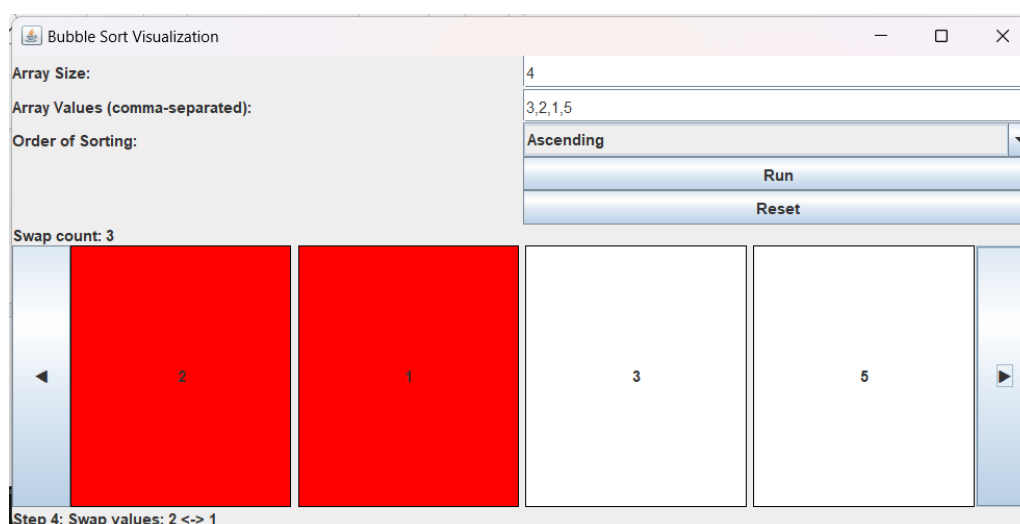 Bubble Sort Visualization
Array Size: 4
Array Values (comma-separated): 3,2,1,5
Order of Sorting: Ascending
Run
Reset
Swap count: 3
2 1 3 5
Step 4: Swap values: 2 <-> 1